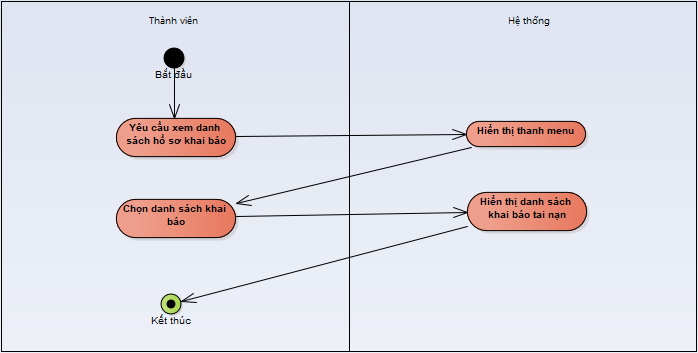 Thành viên
Hệ thống
Bắt đầu
Yêu cầu xem danh
sách hồ sơ khai báo
Hiển thị thanh menu
Chọn danh sách khai
báo
Hiển thị danh sách
khai báo tai nạn
Kết thúc